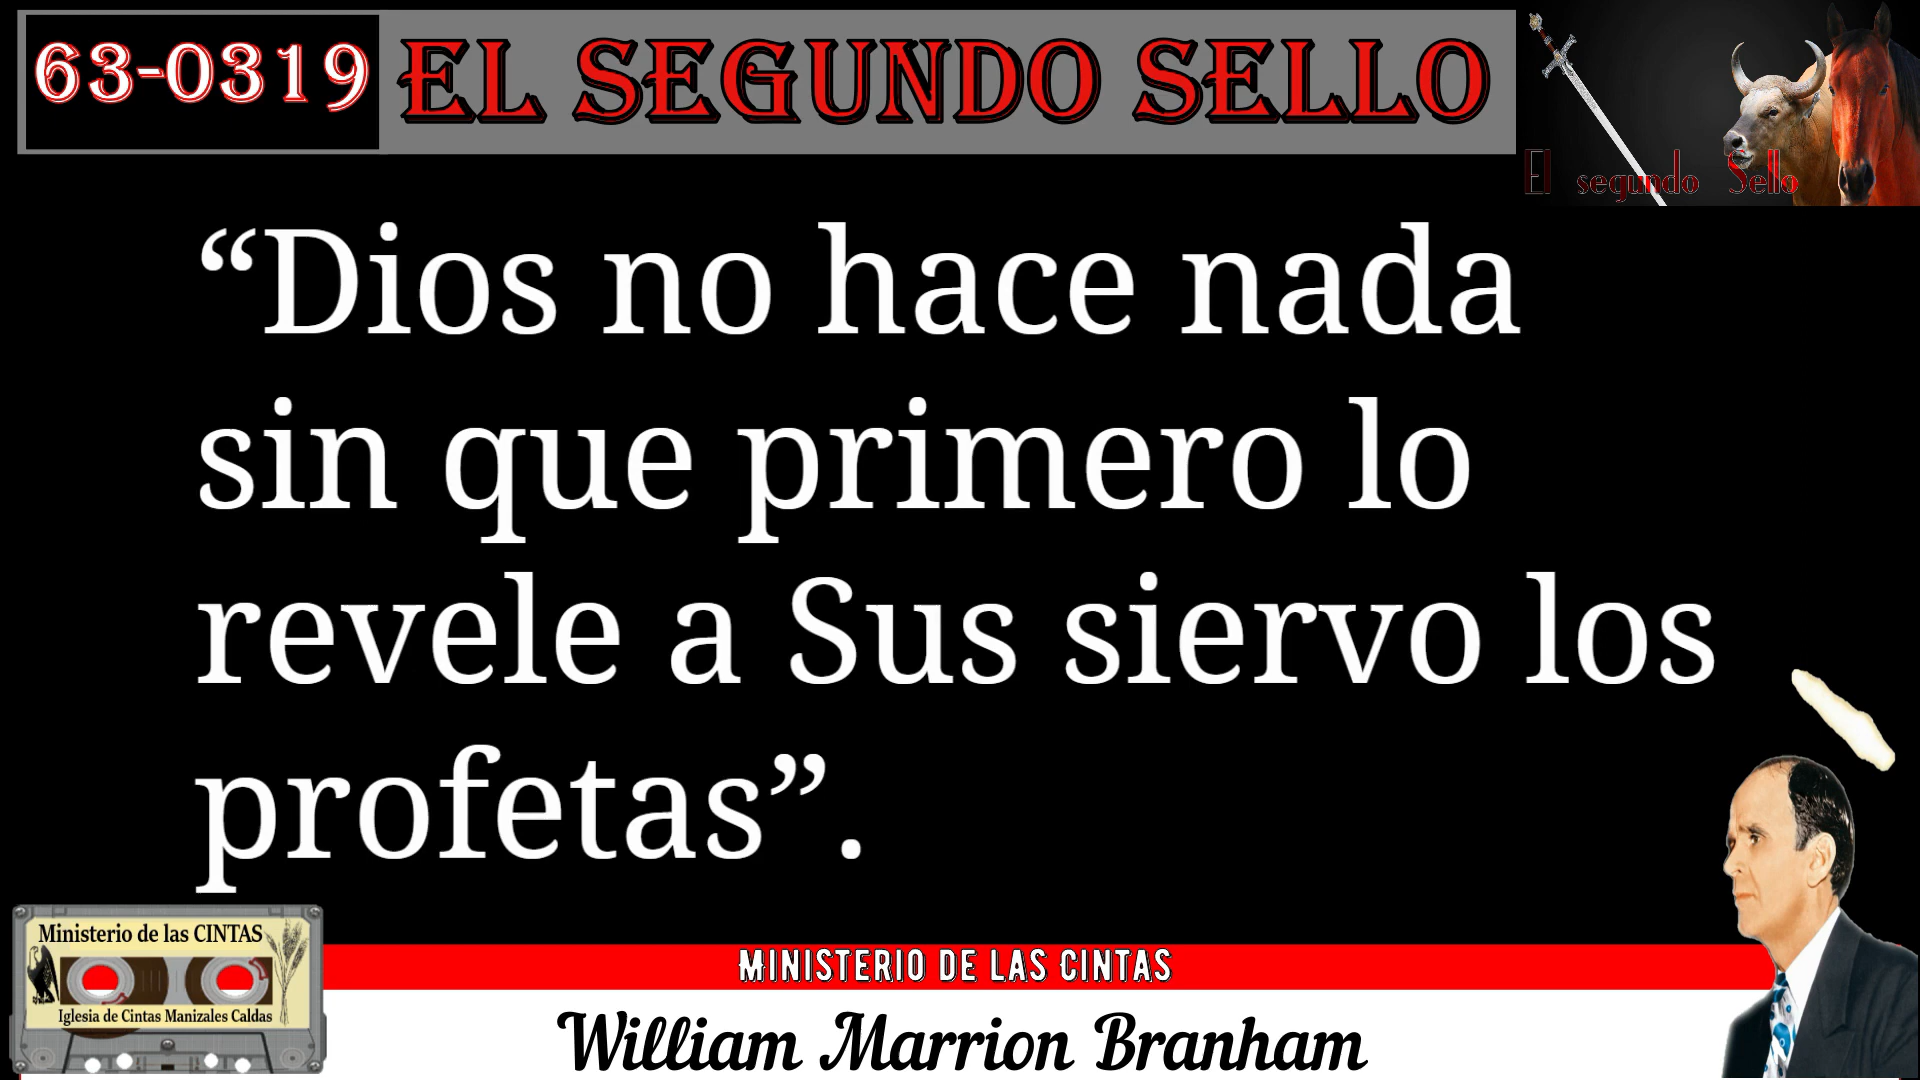 63-0319 EL SEGUNDO SELLO
El segundo Sello
“Dios no hace nada
sin que primero lo
revele a Sus siervo los
profetas”.
Ministerio de las CINTAS
Iglesia de Cintas Manizales Caldas
MINISTERIO DE LAS CINTAS
William Marrion Branham